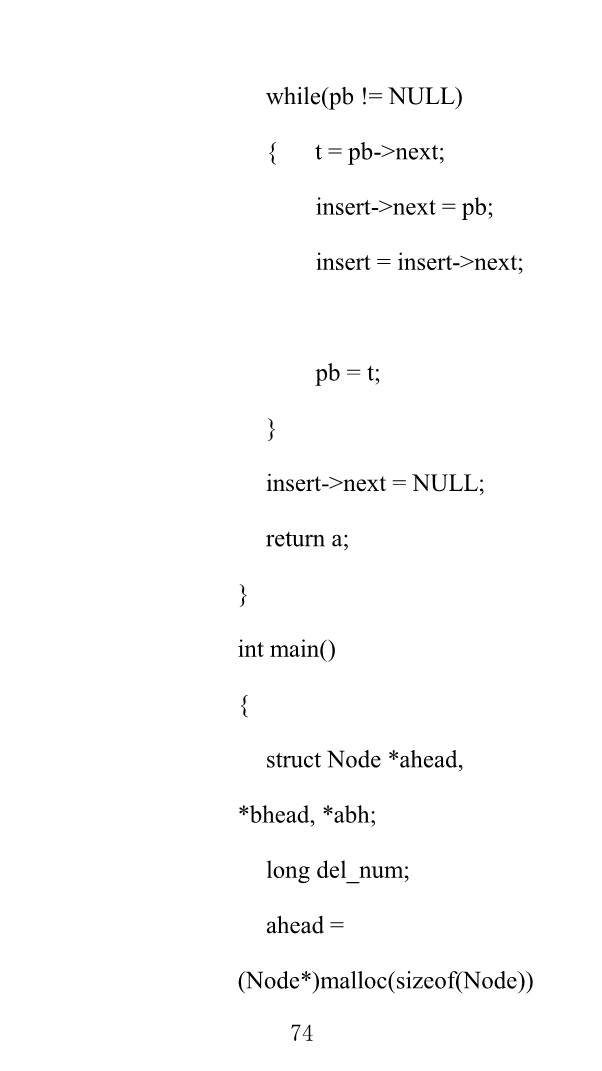 while(pb != NULL)
{ t = pb->next;
insert->next = pb;
insert = insert->next;
pb = t;
}
insert->next = NULL;
return a;
}
int main()
{
struct Node *ahead,
*bhead, *abh;
long del_num;
ahead =
(Node*)malloc(sizeof(Node))
74